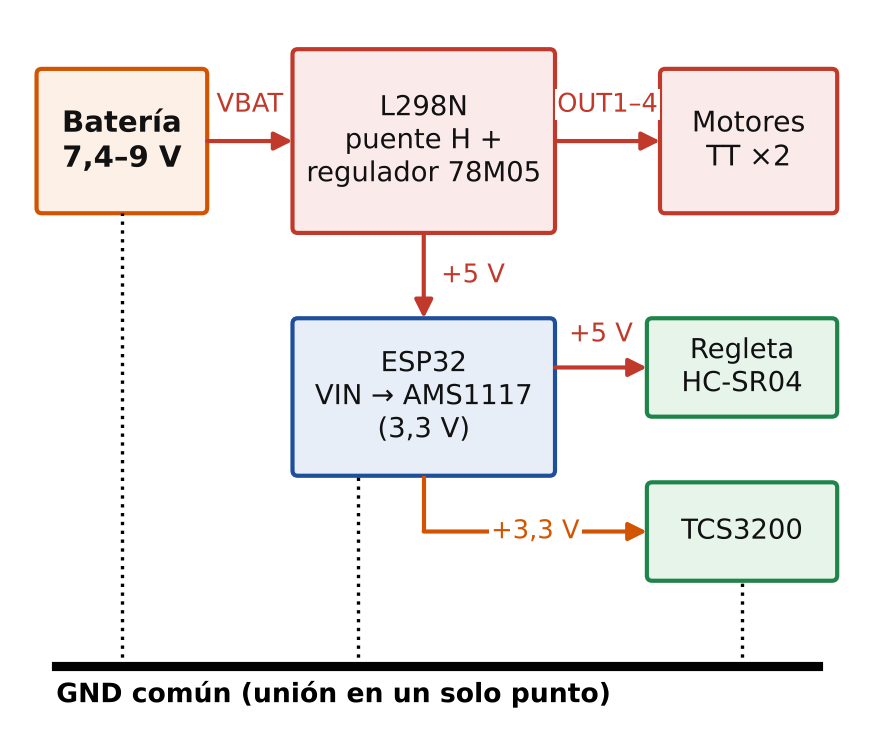 Batería
7,4–9 V
VBAT
L298N
puente H +
regulador 78M05
OUT1–4
Motores
TT ×2
+5 V
ESP32
VIN → AMS1117
(3,3 V)
+5 V
Regleta
HC-SR04
+3,3 V
TCS3200
GND común (unión en un solo punto)